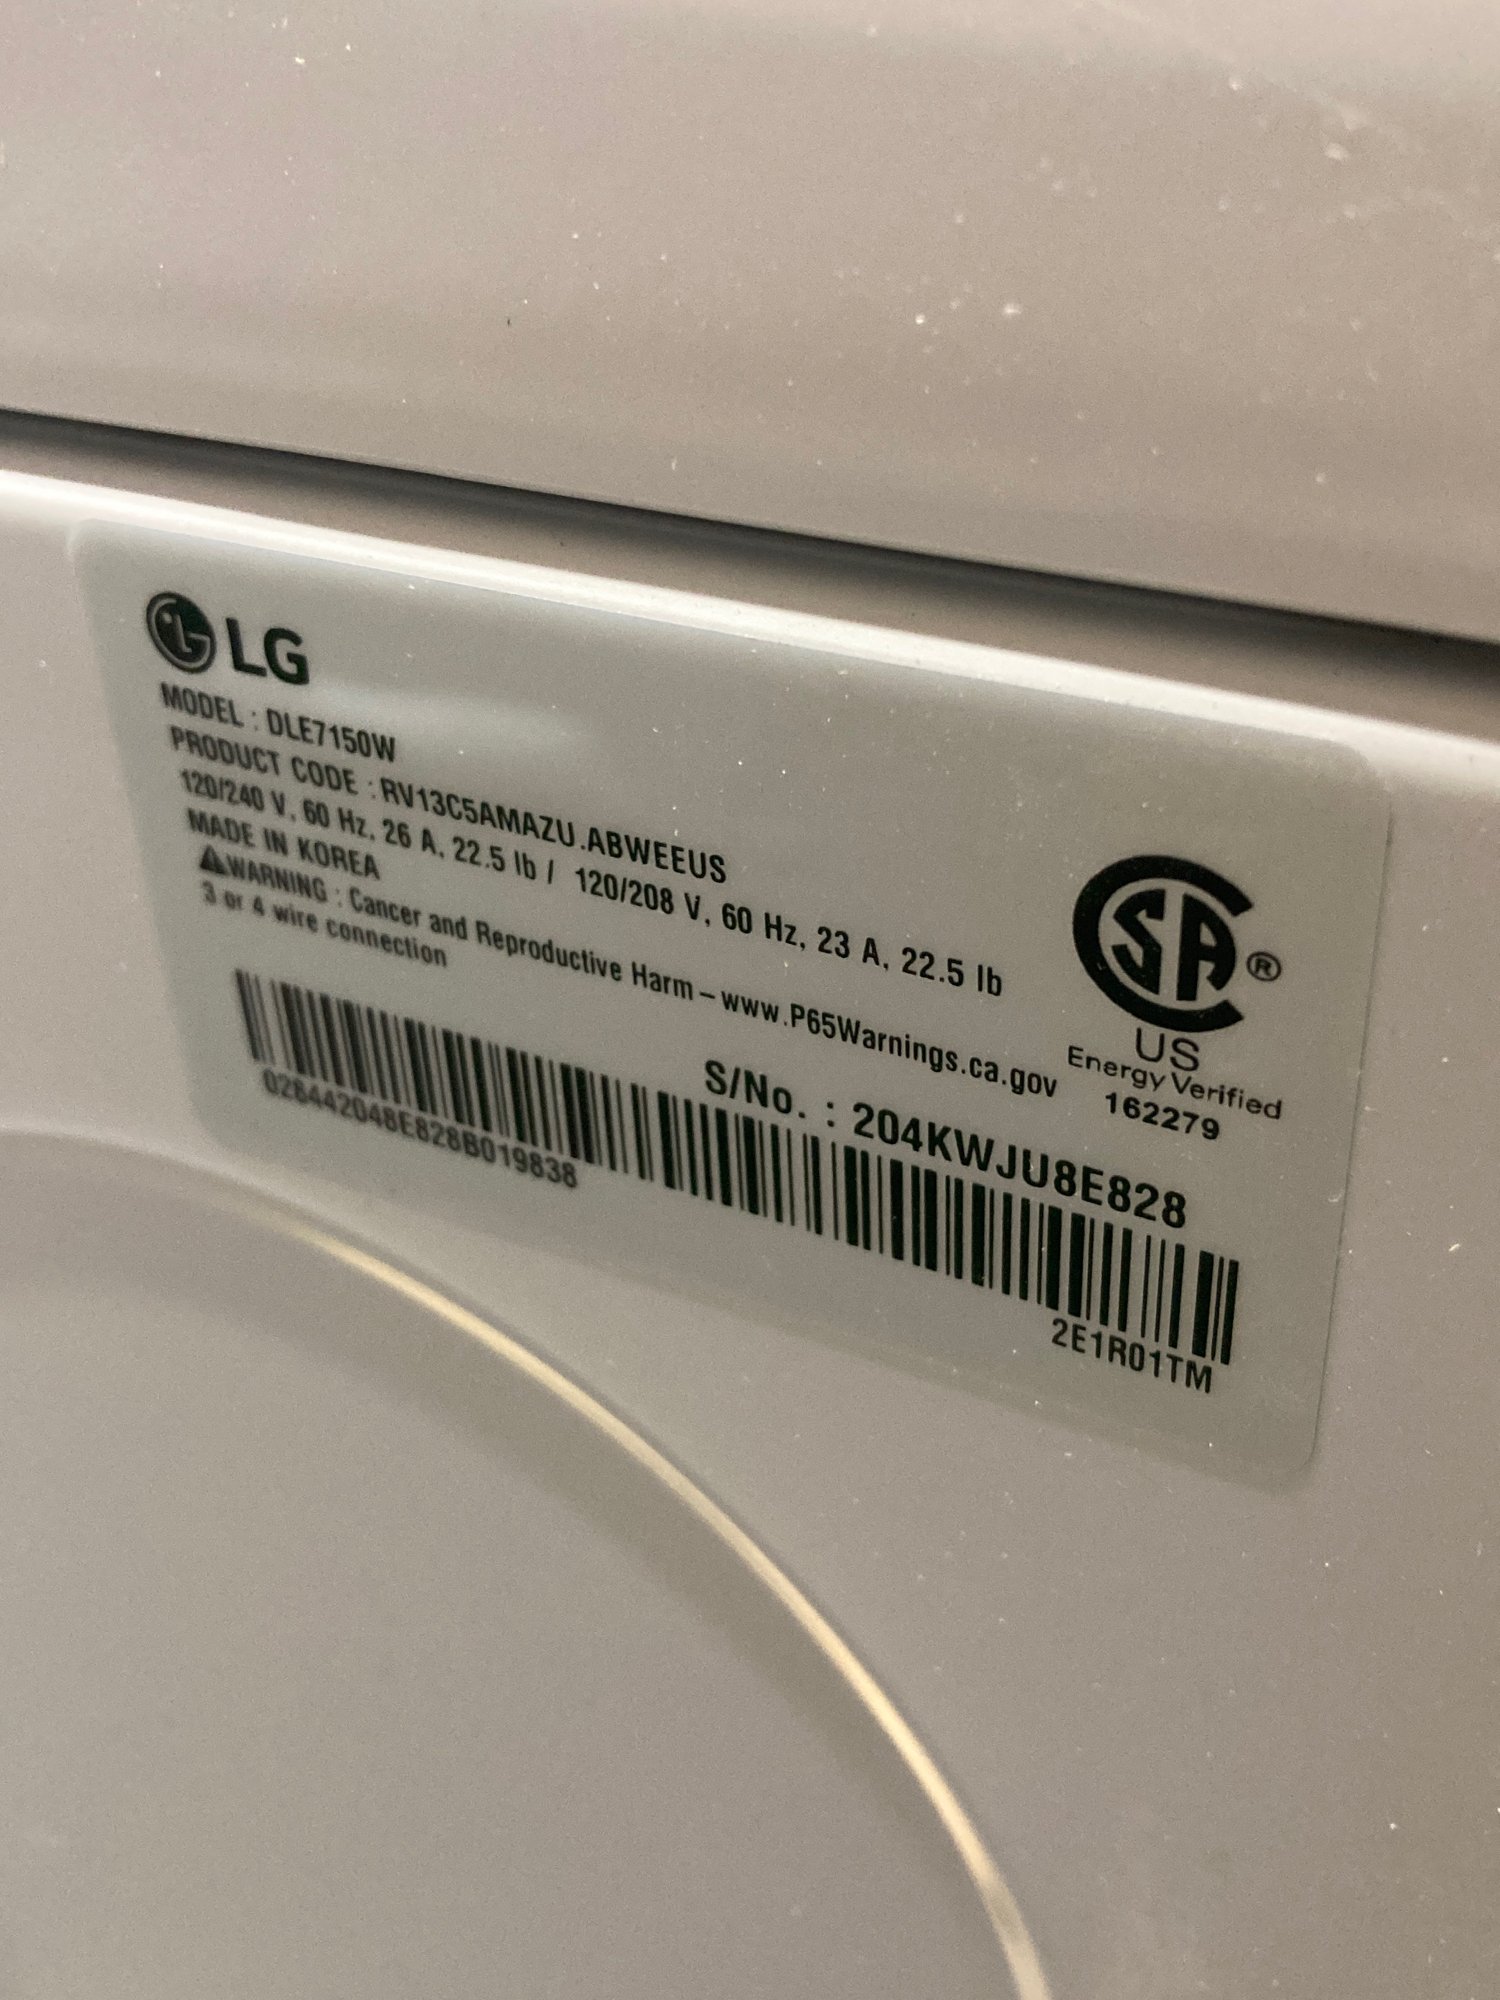 LG
MODEL : DLE7150W
PRODUCT CODE : RV13C5AMAZU.ABWEEUS
120/240 V, 60 Hz, 26 A, 22.5 lb / 120/208 V, 60 Hz, 23 A, 22.5 lb
MADE IN KOREA
WARNING : Cancer and Reproductive Harm – www.P65Warnings.ca.gov
3 or 4 wire connection
SA®
US
Energy Verified
162279
S/No. : 204KWJU8E828
028442048E828B019838
2E1R01TM